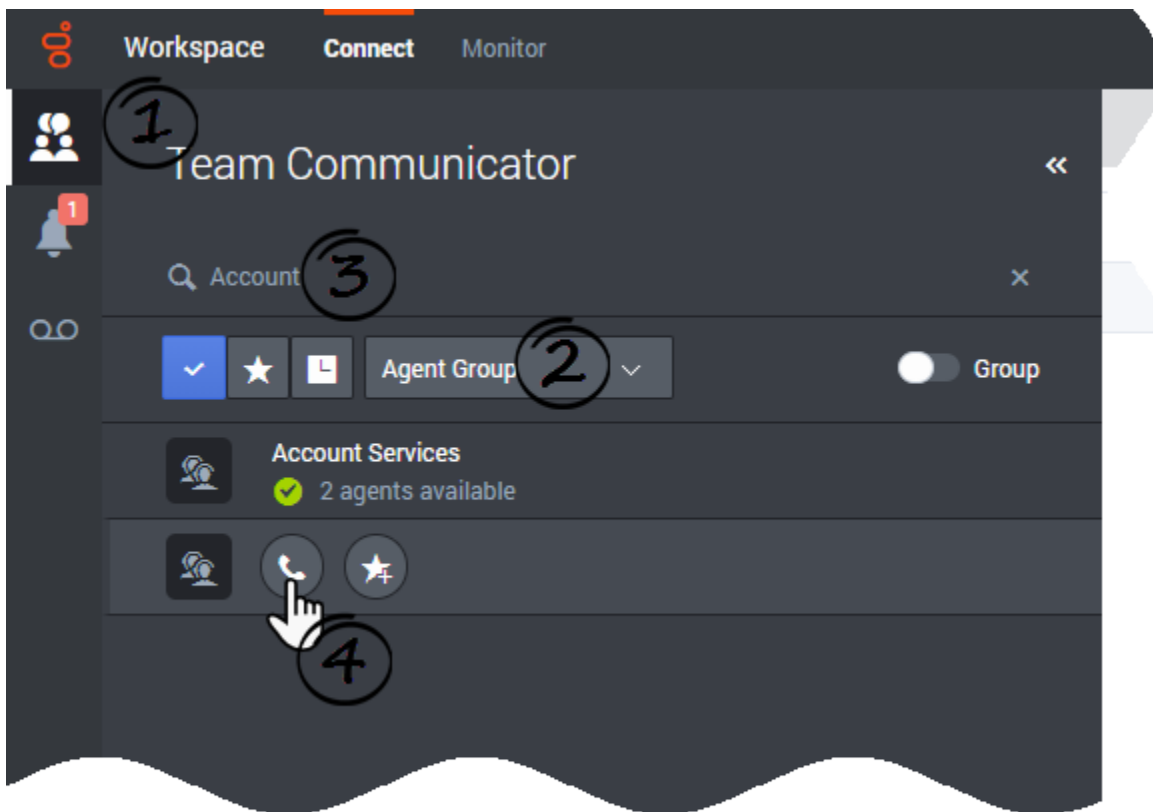 Workspace Connect Monitor
1
Team Communicator
1
Account 3
Agent Group 2 Group
Account Services
2 agents available
4